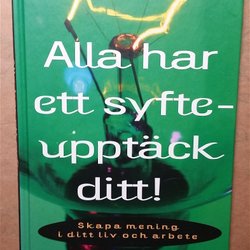 Alla har
ett syfte-
upptäck
ditt!
Skapa mening
i ditt liv och arbete